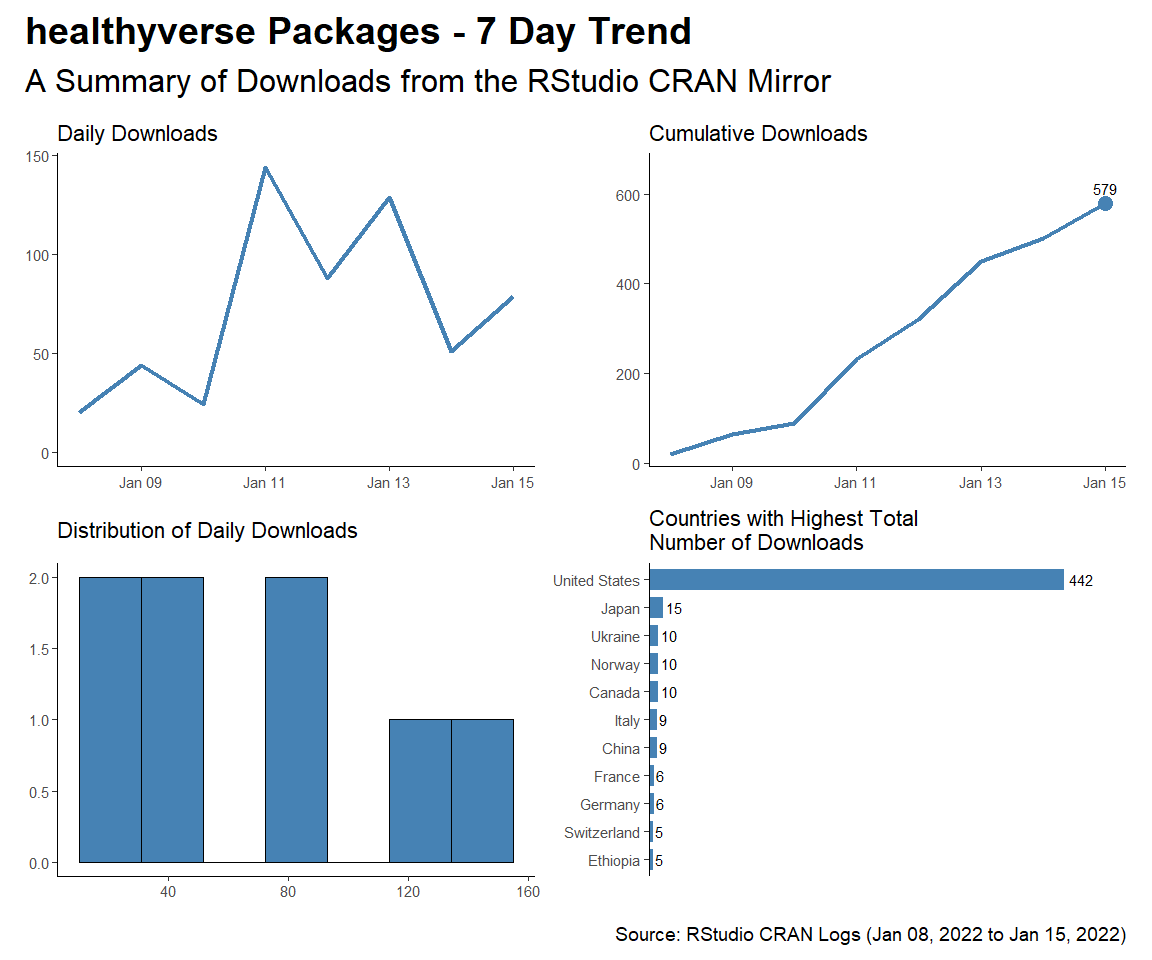 healthyverse Packages - 7 Day Trend
A Summary of Downloads from the RStudio CRAN Mirror
Daily Downloads
150
100
50
0
Jan 09 Jan 11 Jan 13 Jan 15
Cumulative Downloads
600
400
200
0
579
Jan 09 Jan 11 Jan 13 Jan 15
Distribution of Daily Downloads
2.0
1.5
1.0
0.5
0.0
40 80 120 160
Countries with Highest Total
Number of Downloads
United States 442
Japan 15
Ukraine 10
Norway 10
Canada 10
Italy 9
China 9
France 6
Germany 6
Switzerland 5
Ethiopia 5
Source: RStudio CRAN Logs (Jan 08, 2022 to Jan 15, 2022)